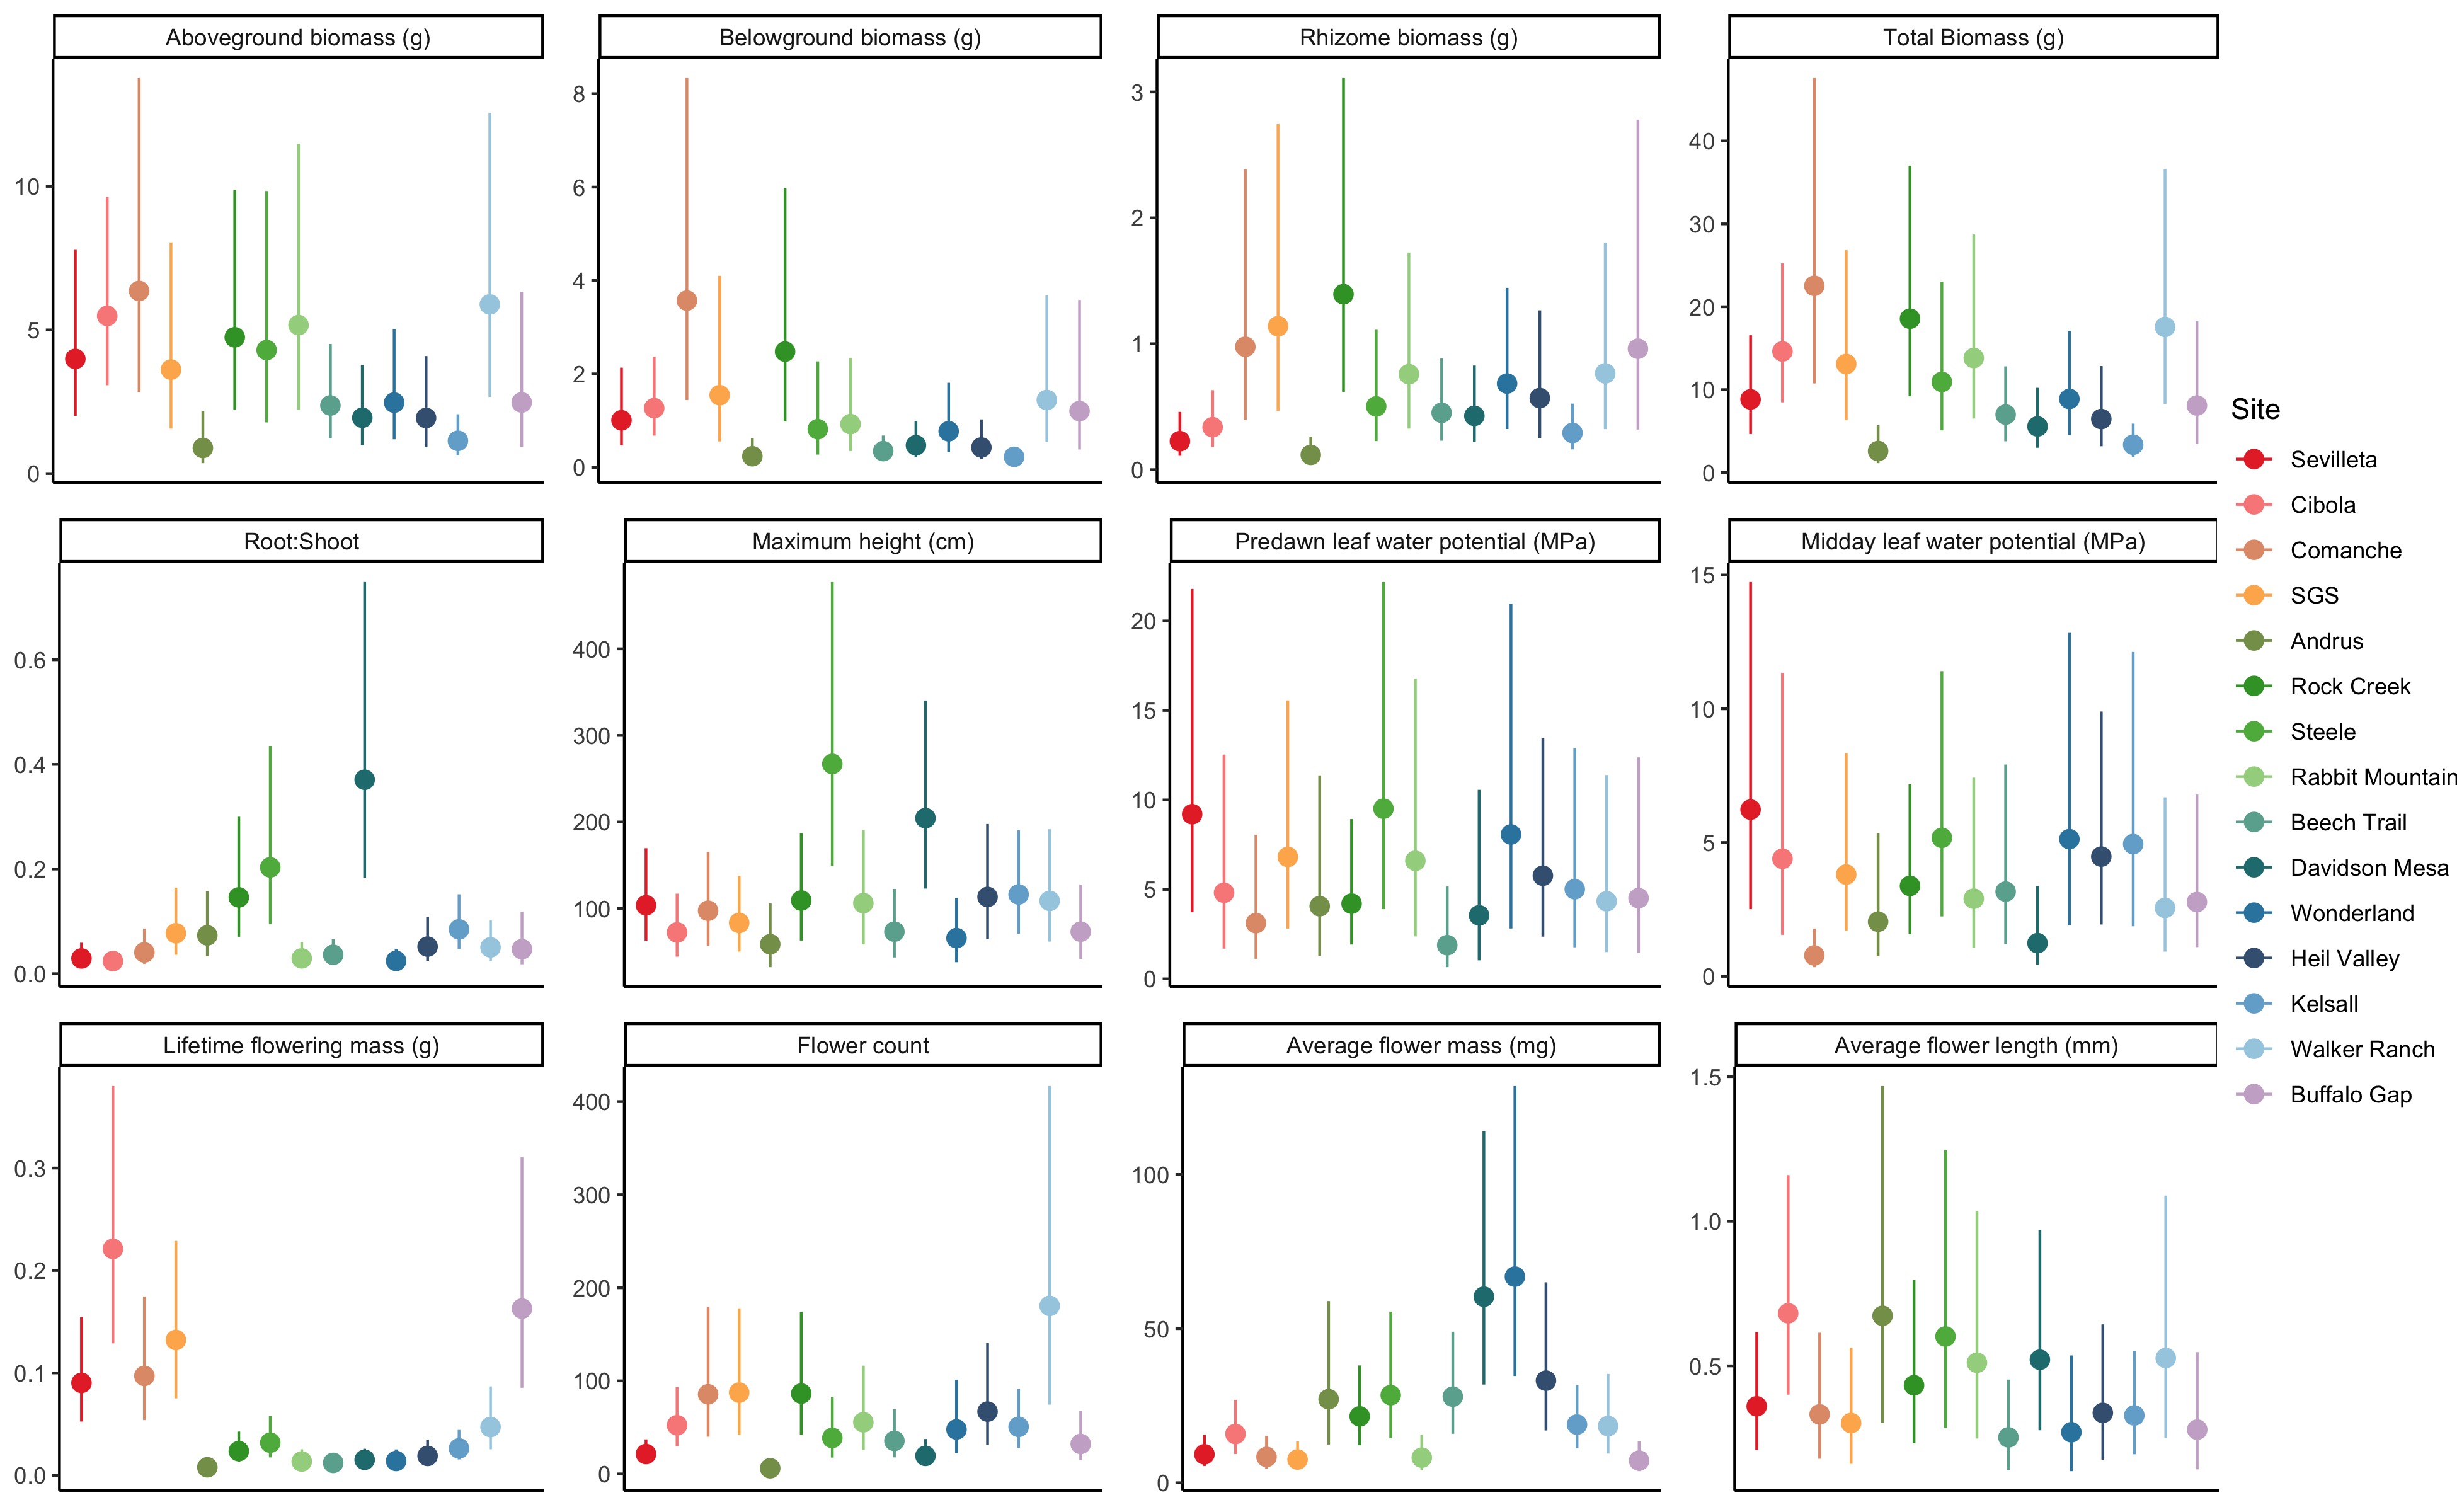 Aboveground biomass (g)
10
5
0
Belowground biomass (g)
8
6
4
2
0
Rhizome biomass (g)
3
2
1
0
Total Biomass (g)
40
30
20
10
0
Root:Shoot
0.6
0.4
0.2
0.0
Maximum height (cm)
400
300
200
100
Predawn leaf water potential (MPa)
20
15
10
5
0
Midday leaf water potential (MPa)
15
10
5
0
Lifetime flowering mass (g)
0.3
0.2
0.1
0.0
Flower count
400
300
200
100
0
Average flower mass (mg)
100
50
0
Average flower length (mm)
1.5
1.0
0.5
Site
Sevilleta
Cibola
Comanche
SGS
Andrus
Rock Creek
Steele
Rabbit Mountain
Beech Trail
Davidson Mesa
Wonderland
Heil Valley
Kelsall
Walker Ranch
Buffalo Gap